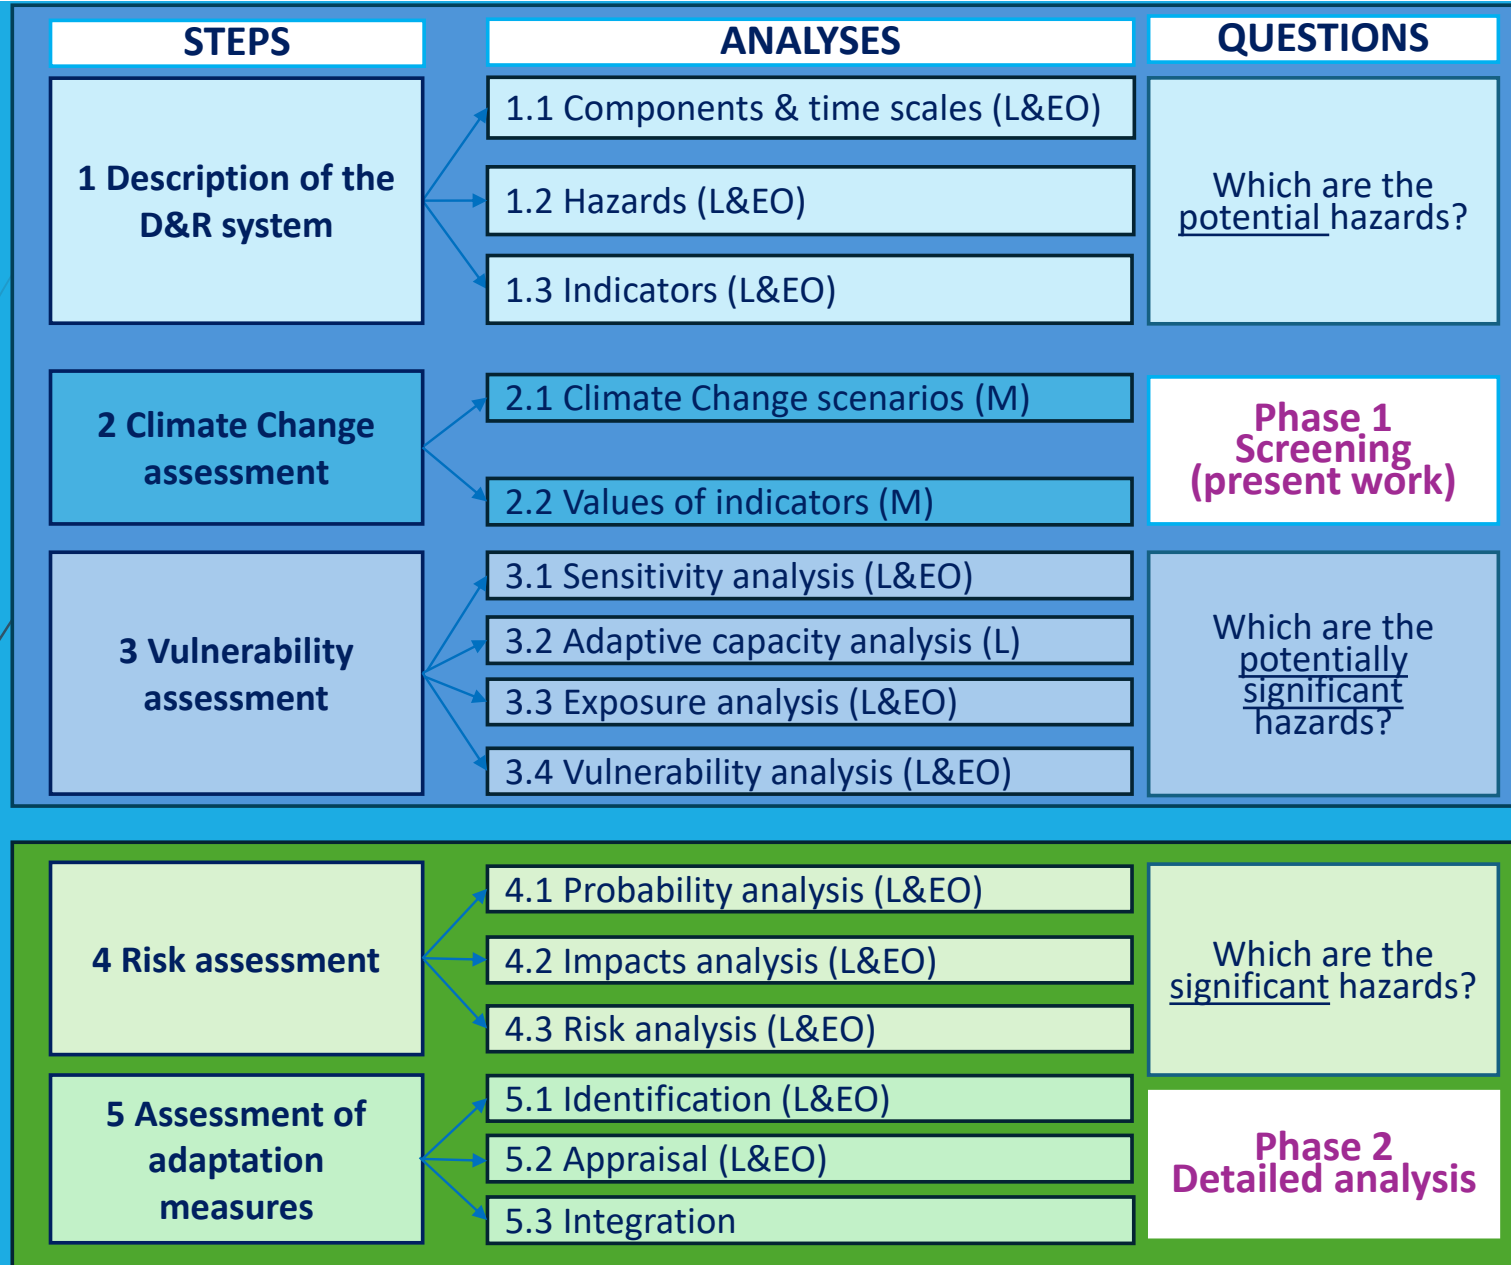 STEPS
ANALYSES
QUESTIONS
1 Description of the
D&R system
1.1 Components & time scales (L&EO)
1.2 Hazards (L&EO)
1.3 Indicators (L&EO)
Which are the
potential hazards?
2 Climate Change
assessment
2.1 Climate Change scenarios (M)
2.2 Values of indicators (M)
Phase 1
Screening
(present work)
3 Vulnerability
assessment
3.1 Sensitivity analysis (L&EO)
3.2 Adaptive capacity analysis (L)
3.3 Exposure analysis (L&EO)
3.4 Vulnerability analysis (L&EO)
Which are the
potentially
significant
hazards?
4 Risk assessment
4.1 Probability analysis (L&EO)
4.2 Impacts analysis (L&EO)
4.3 Risk analysis (L&EO)
Which are the
significant hazards?
5 Assessment of
adaptation
measures
5.1 Identification (L&EO)
5.2 Appraisal (L&EO)
5.3 Integration
Phase 2
Detailed analysis